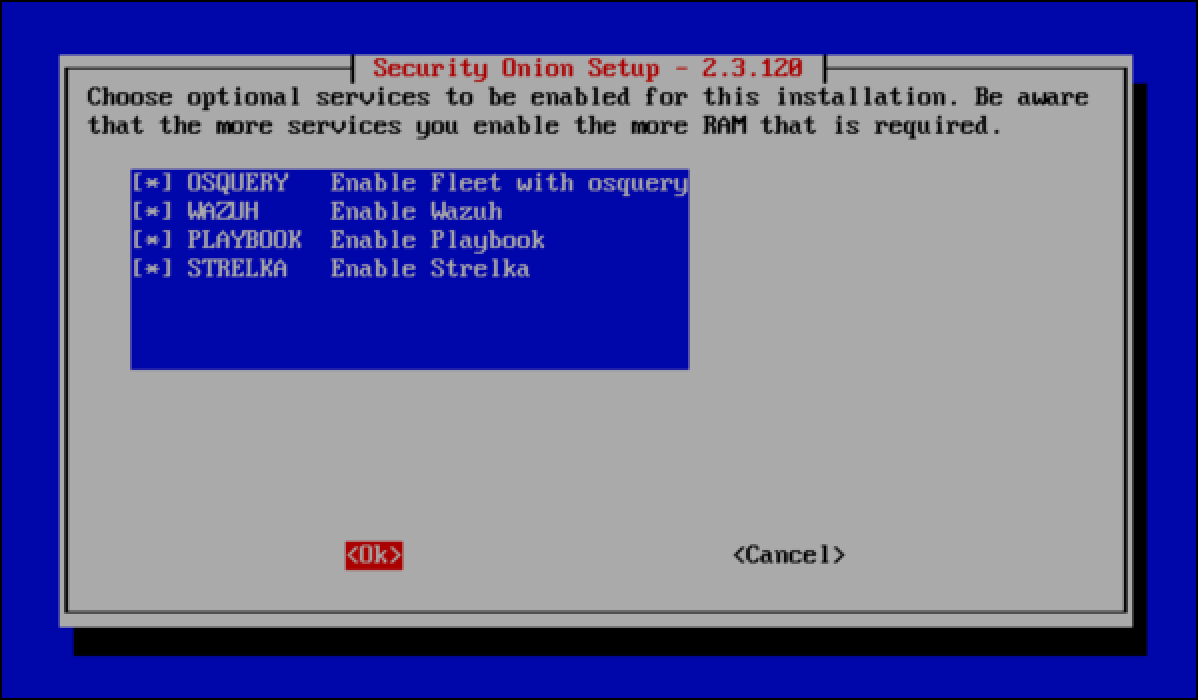 Security Onion Setup - 2.3.120
Choose optional services to be enabled for this installation. Be aware
that the more services you enable the more RAM that is required.
[*] OSQUERY   Enable Fleet with osquery
[*] WAZUH     Enable Wazuh
[*] PLAYBOOK  Enable Playbook
[*] STRELKA   Enable Strelka
<Ok> <Cancel>